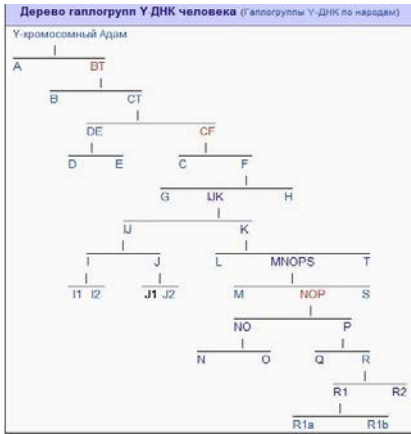 Дерево гаплогрупп Y-ДНК человека (Гаплогруппы Y-ДНК по народам)
Y-хромосомный Адам
A BT
B CT
DE CF
D E C F
G IJK H
IJ K
I J L MNOPS T
I1 I2 J1 J2 M NOP S
NO P
N O Q R
R1 R2
R1a R1b